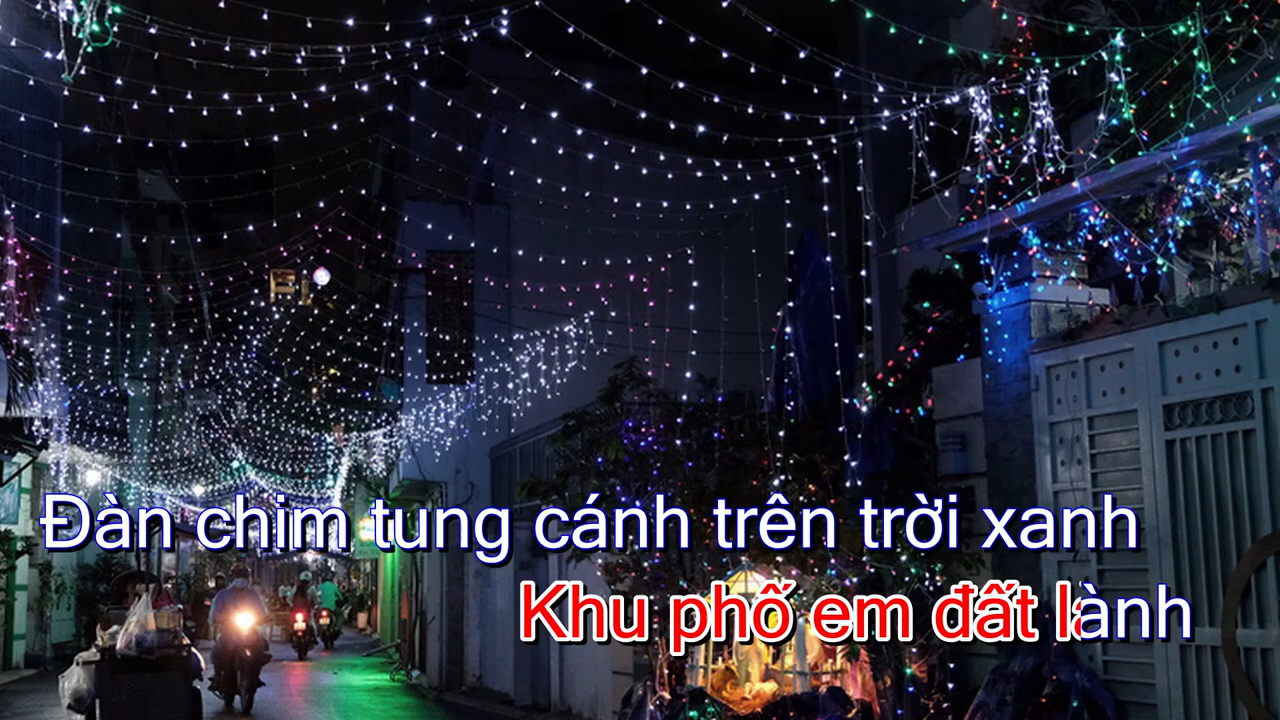 Đàn chim tung cánh trên trời xanh
Khu phố em đất lành